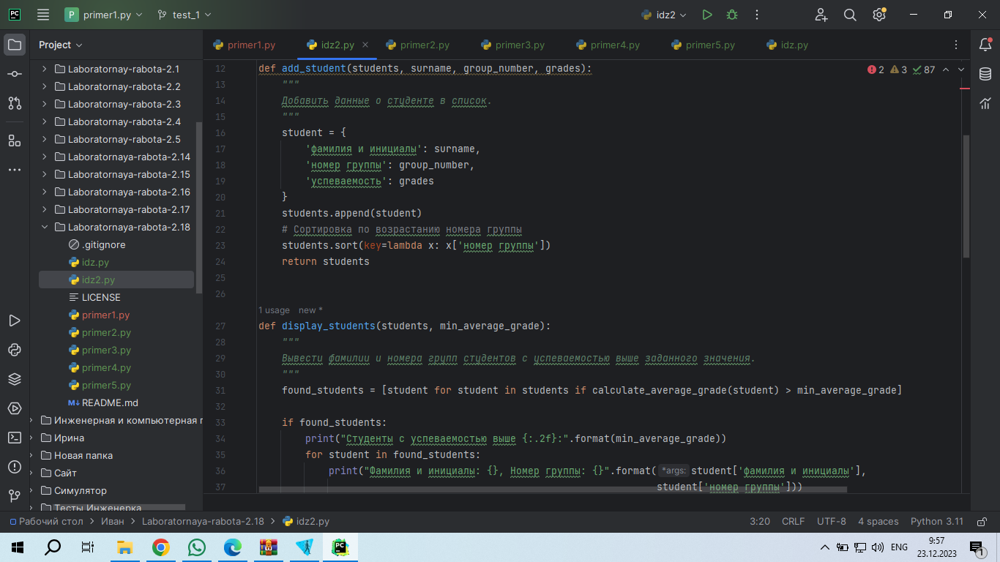 PC P primer1.py test_1 idz2
Project
primer1.py idz2.py primer2.py primer3.py primer4.py primer5.py idz.py
Laboratornay-rabota-2.1
Laboratornay-rabota-2.2
Laboratornay-rabota-2.3
Laboratornay-rabota-2.4
Laboratornay-rabota-2.5
Laboratornaya-rabota-2.14
Laboratornaya-rabota-2.15
Laboratornaya-rabota-2.16
Laboratornaya-rabota-2.17
Laboratornaya-rabota-2.18
.gitignore
idz.py
idz2.py
LICENSE
primer1.py
primer2.py
primer3.py
primer4.py
primer5.py
M↓ README.md
Инженерная и компьютерная г
Ирина
Новая папка
Сайт
Симулятор
Тесты Инженерка
2 3 87
12 def add_student(students, surname, group_number, grades):
13 """
14 Добавить данные о студенте в список.
15 """
16 student = {
17 'фамилия и инициалы': surname,
18 'номер группы': group_number,
19 'успеваемость': grades
20 }
21 students.append(student)
22 # Сортировка по возрастанию номера группы
23 students.sort(key=lambda x: x['номер группы'])
24 return students
25
26
1 usage new *
27 def display_students(students, min_average_grade):
28 """
29 Вывести фамилии и номера групп студентов с успеваемостью выше заданного значения.
30 """
31 found_students = [student for student in students if calculate_average_grade(student) > min_average_grade]
32
33 if found_students:
34 print("Студенты с успеваемостью выше {:.2f}:".format(min_average_grade))
35 for student in found_students:
36 print("Фамилия и инициалы: {}, Номер группы: {}".format( *args: student['фамилия и инициалы'],
37 student['номер группы']))
Рабочий стол > Иван > Laboratornaya-rabota-2.18 > idz2.py
3:20 CRLF UTF-8 4 spaces Python 3.11
PC ENG 9:57
23.12.2023 1